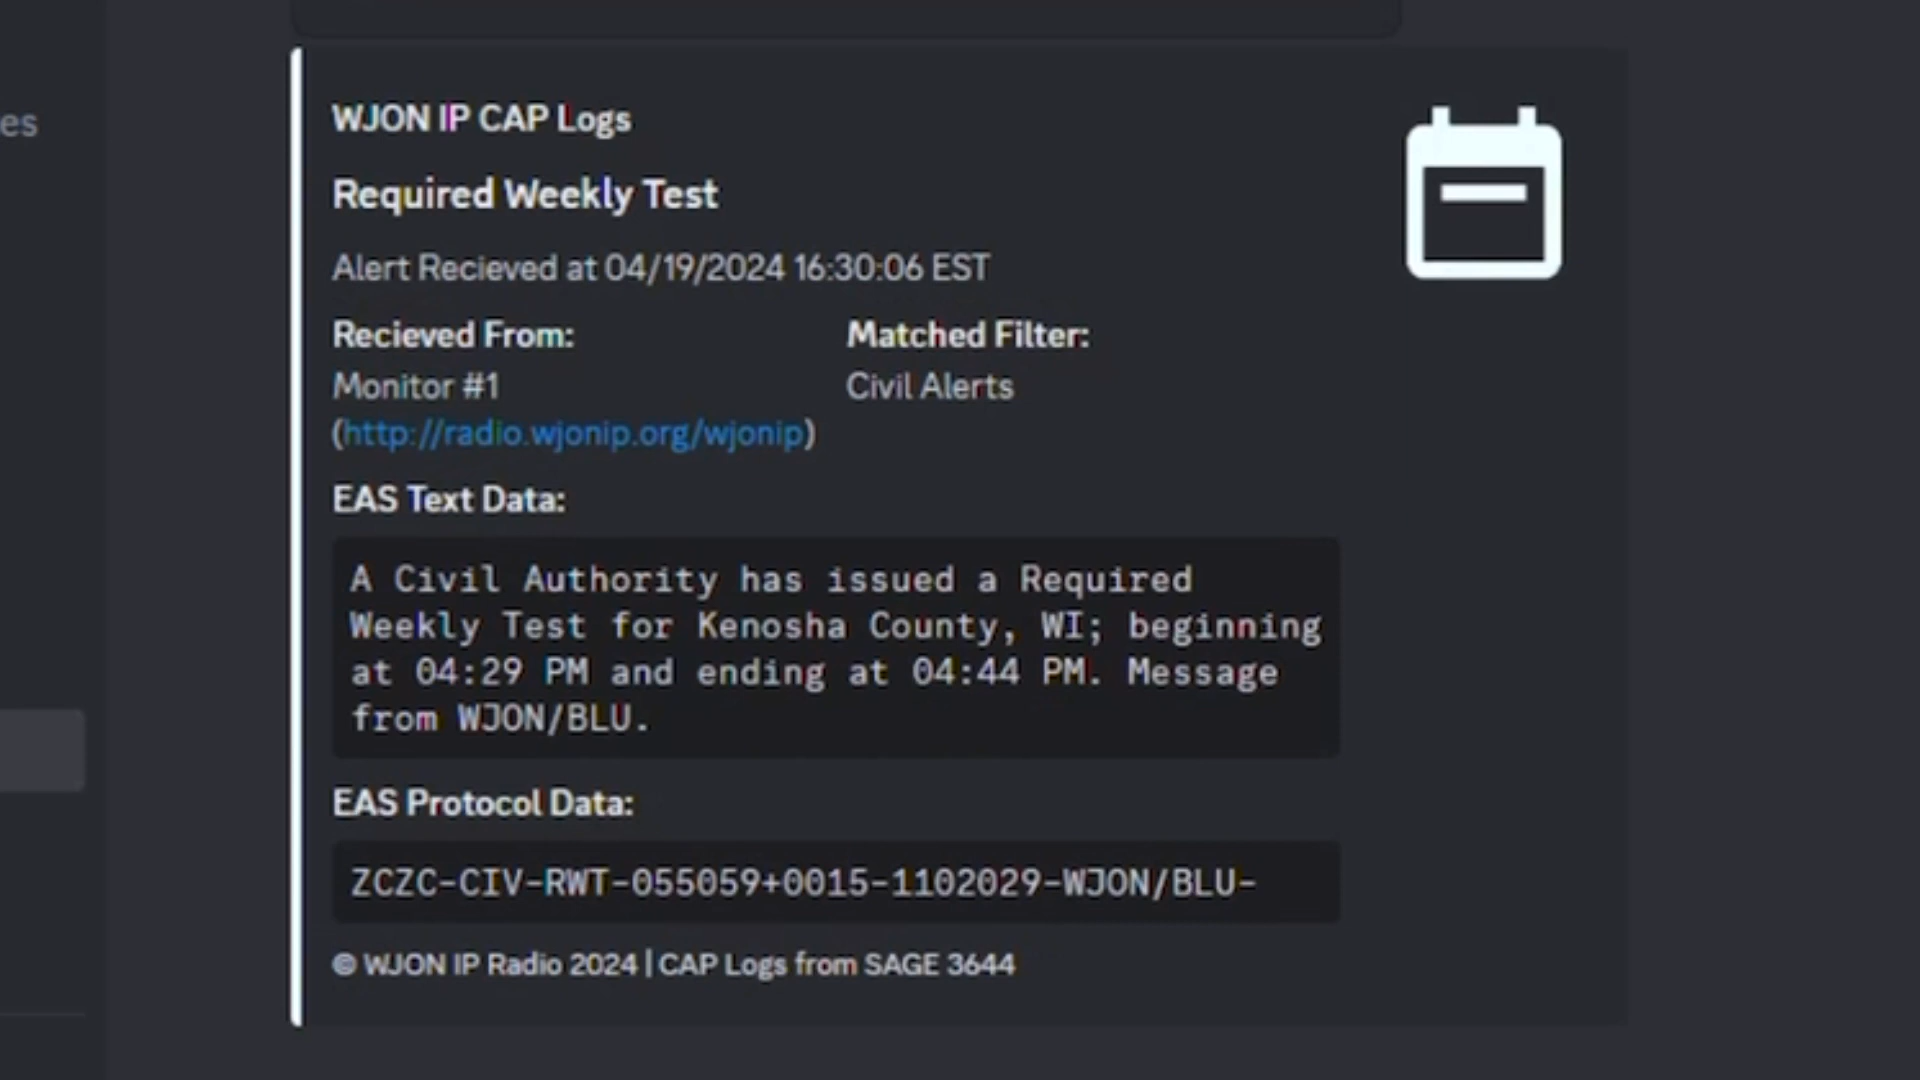 es
WJON IP CAP Logs
Required Weekly Test
Alert Recieved at 04/19/2024 16:30:06 EST
Recieved From:
Matched Filter:
Monitor #1
Civil Alerts
(http://radio.wjonip.org/wjonip)
EAS Text Data:
A Civil Authority has issued a Required
Weekly Test for Kenosha County, WI; beginning
at 04:29 PM and ending at 04:44 PM. Message
from WJON/BLU.
EAS Protocol Data:
ZCZC-CIV-RWT-055059+0015-1102029-WJON/BLU-
© WJON IP Radio 2024 | CAP Logs from SAGE 3644